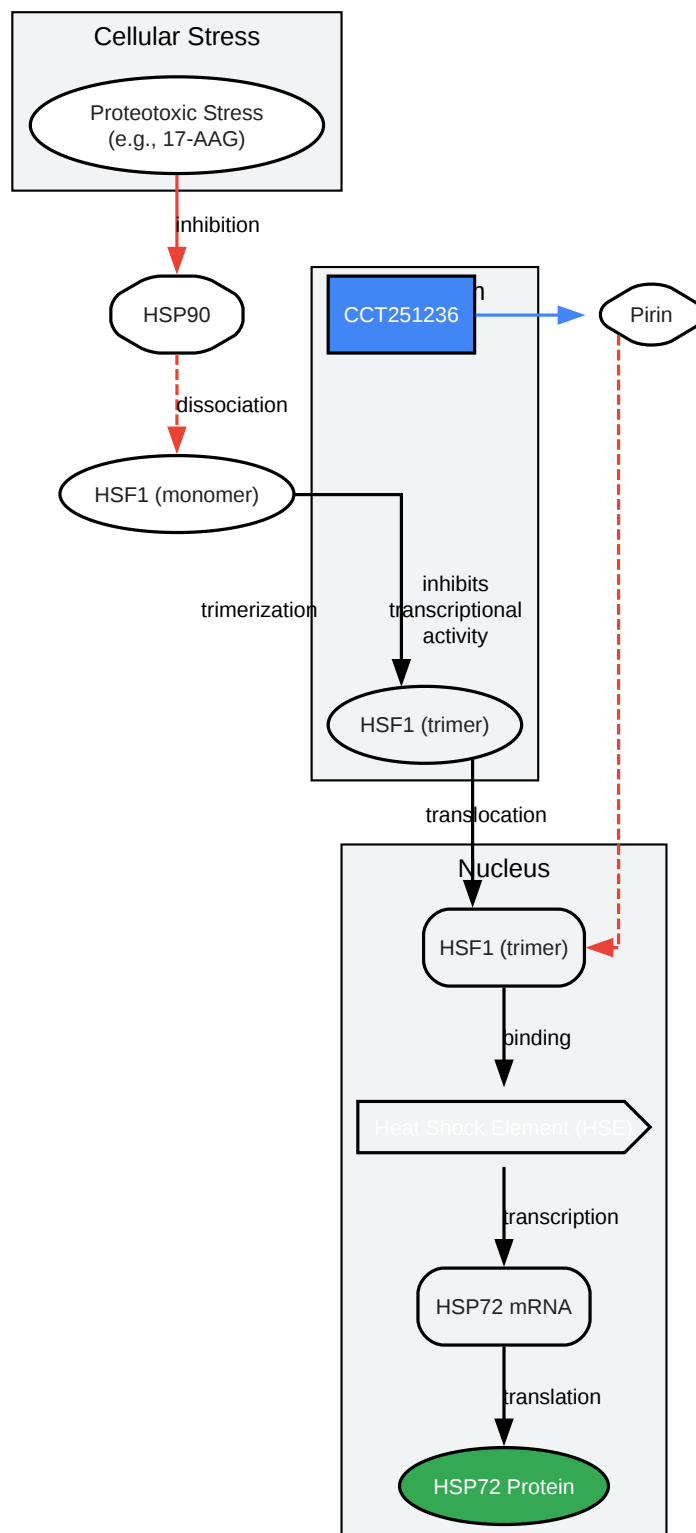 Cellular Stress
Proteotoxic Stress
(e.g., 17-AAG)
inhibition
HSP90
CCT251236
Pirin
dissociation
HSF1 (monomer)
trimerization
inhibits
transcriptional
activity
HSF1 (trimer)
translocation
Nucleus
HSF1 (trimer)
binding
Heat Shock Element (HSE)
transcription
HSP72 mRNA
translation
HSP72 Protein